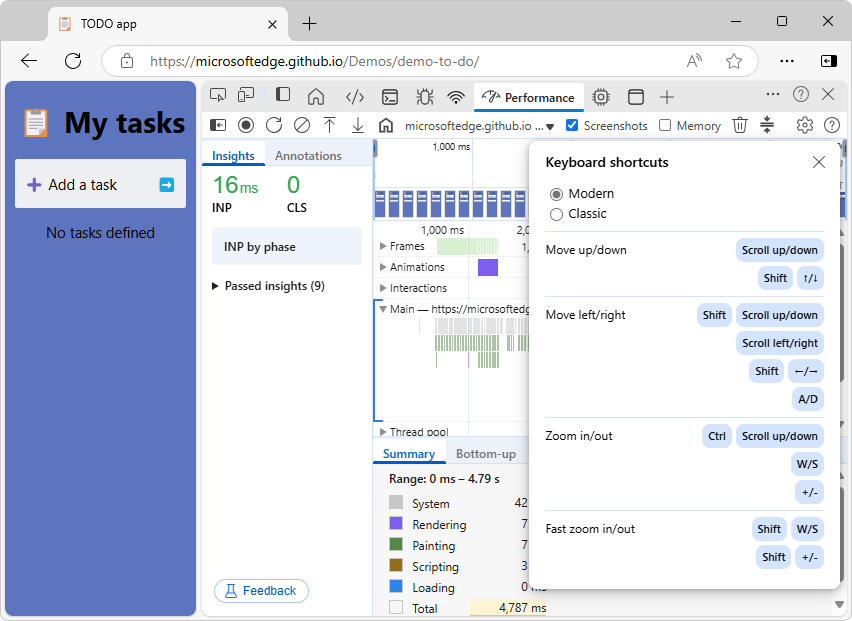 TODO app
https://microsoftedge.github.io/Demos/demo-to-do/
My tasks
Add a task
No tasks defined
Performance
microsoftedge.github.io ...
Screenshots
Memory
Insights
Annotations
16 ms
INP
0
CLS
INP by phase
Passed insights (9)
Feedback
1,000 ms
1,000 ms
Frames
Animations
Interactions
Main — https://microsoftedg
Thread pool
Summary
Bottom-up
Range: 0 ms – 4.79 s
System 42
Rendering 7
Painting 7
Scripting 3
Loading 0 ms
Total 4,787 ms
Keyboard shortcuts
Modern
Classic
Move up/down
Scroll up/down
Shift ↑/↓
Move left/right
Shift Scroll up/down
Scroll left/right
Shift ←/→
A/D
Zoom in/out
Ctrl Scroll up/down
W/S
+/-
Fast zoom in/out
Shift W/S
Shift +/-